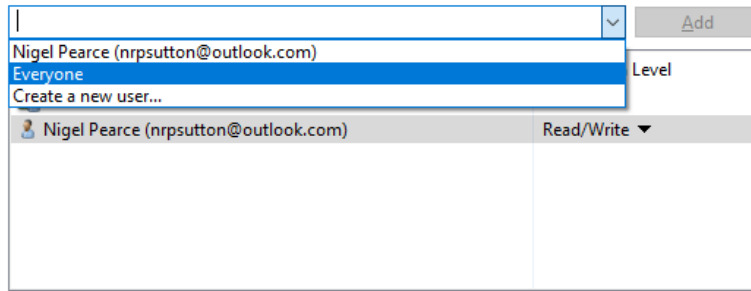 Add
Nigel Pearce (nrpsutton@outlook.com)
Everyone
Level
Create a new user...
Nigel Pearce (nrpsutton@outlook.com) Read/Write